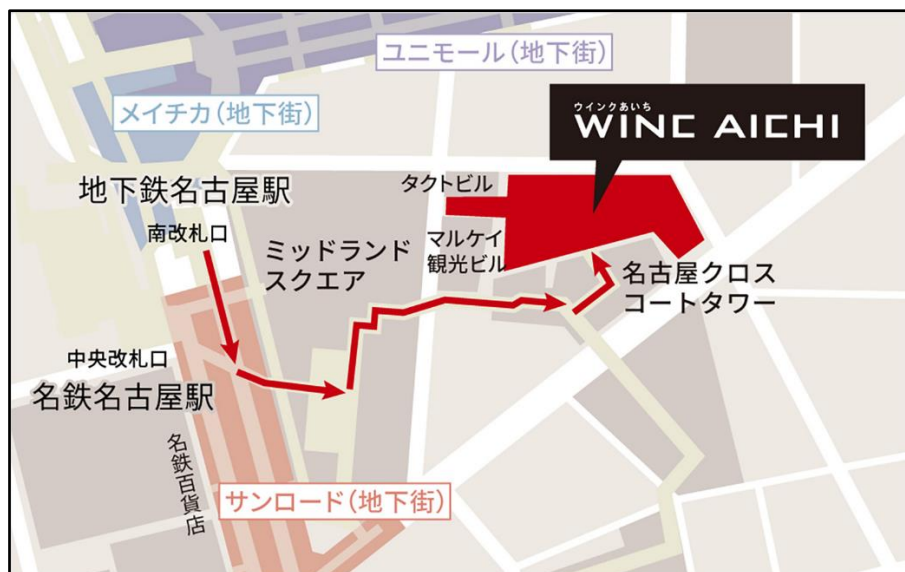 ユニモール(地下街)
メイチカ(地下街)
ウインクあいち
WINC AICHI
地下鉄名古屋駅
南改札口
タクトビル
ミッドランド
スクエア
マルケイ
観光ビル
名古屋クロス
コートタワー
中央改札口
名鉄名古屋駅
名鉄百貨店
サンロード(地下街)